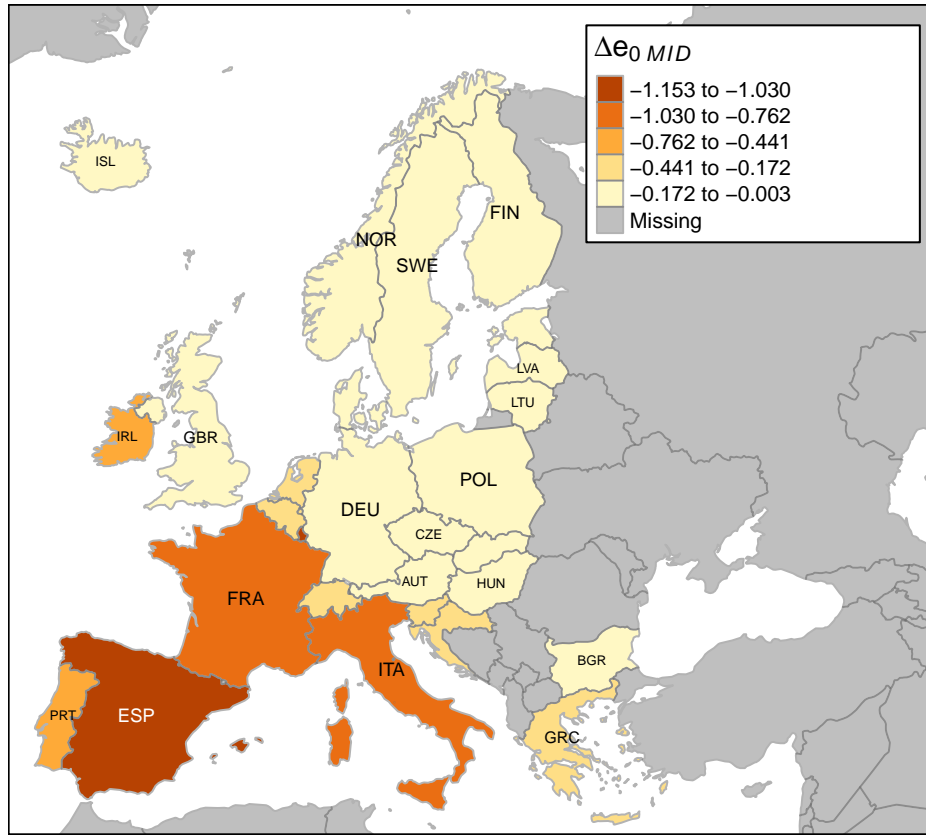 Δe0 MID
−1.153 to −1.030
−1.030 to −0.762
−0.762 to −0.441
−0.441 to −0.172
−0.172 to −0.003
Missing
ISL
FIN
NOR
SWE
LVA
LTU
IRL
GBR
POL
DEU
CZE
AUT
HUN
FRA
ITA
BGR
PRT
ESP
GRC